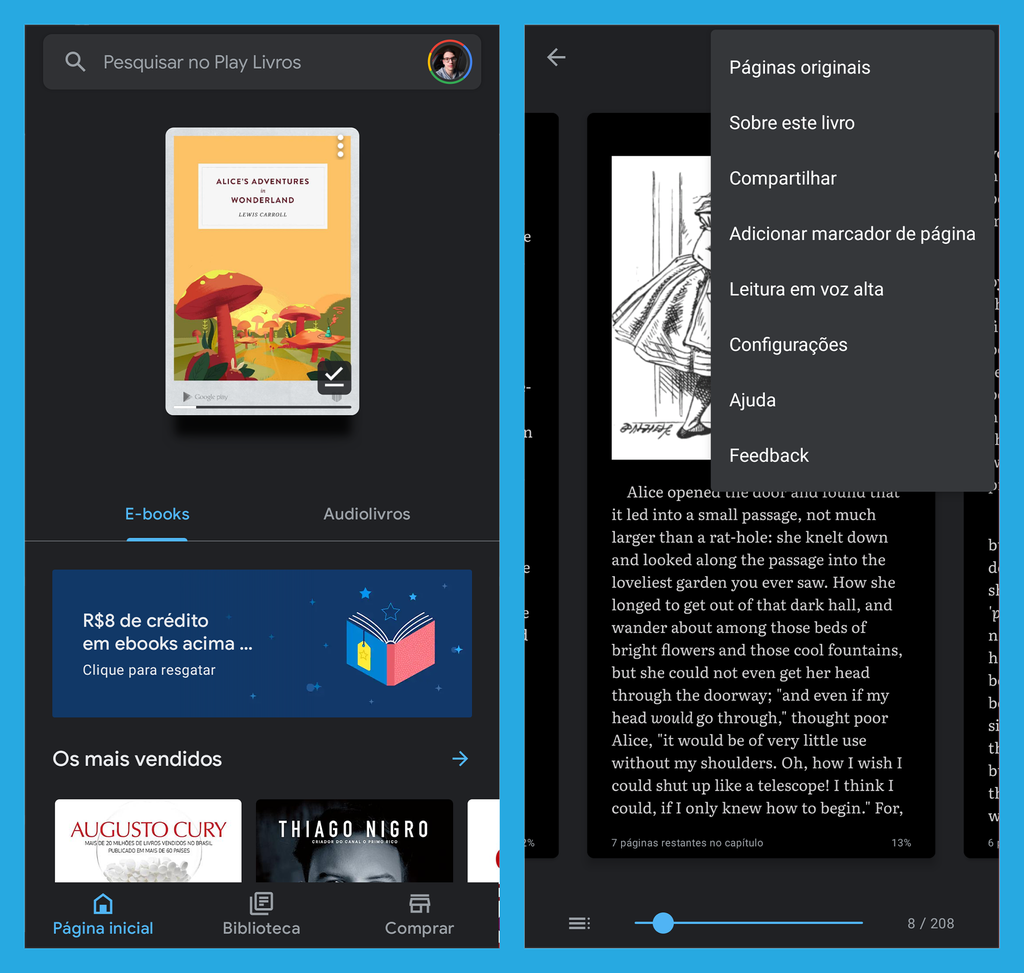 Pesquisar no Play Livros
ALICE'S ADVENTURES
in
WONDERLAND
LEWIS CARROLL
Google play
E-books
Audiolivros
R$8 de crédito
em ebooks acima ...
Clique para resgatar
Os mais vendidos
AUGUSTO CURY
MAIS DE 20 MILHÕES DE LIVROS VENDIDOS NO BRASIL
PUBLICADO EM MAIS DE 60 PAÍSES
THIAGO NIGRO
CRIADOR DO CANAL O PRIMO RICO
Página inicial
Biblioteca
Comprar
Páginas originais
Sobre este livro
Compartilhar
Adicionar marcador de página
Leitura em voz alta
Configurações
Ajuda
Feedback
Alice opened the door and found that
it led into a small passage, not much
larger than a rat-hole: she knelt down
and looked along the passage into the
loveliest garden you ever saw. How she
longed to get out of that dark hall, and
wander about among those beds of
bright flowers and those cool fountains,
but she could not even get her head
through the doorway; "and even if my
head would go through," thought poor
Alice, "it would be of very little use
without my shoulders. Oh, how I wish I
could shut up like a telescope! I think I
could, if I only knew how to begin." For,
7 páginas restantes no capítulo
13%
2%
6 p
8 / 208